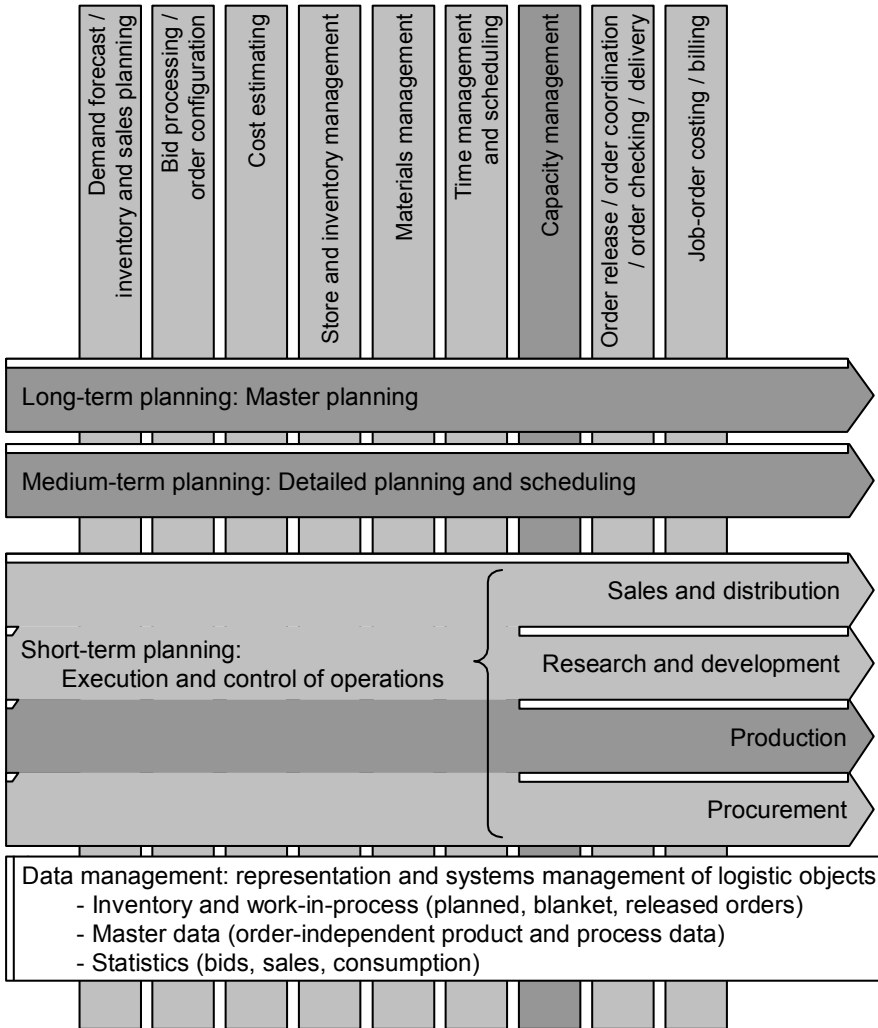 Demand forecast /
inventory and sales planning
Bid processing /
order configuration
Cost estimating
Store and inventory management
Materials management
Time management
and scheduling
Capacity management
Order release / order coordination
/ order checking / delivery
Job-order costing / billing
Long-term planning: Master planning
Medium-term planning: Detailed planning and scheduling
Sales and distribution
Short-term planning:
Execution and control of operations
Research and development
Production
Procurement
Data management: representation and systems management of logistic objects
- Inventory and work-in-process (planned, blanket, released orders)
- Master data (order-independent product and process data)
- Statistics (bids, sales, consumption)